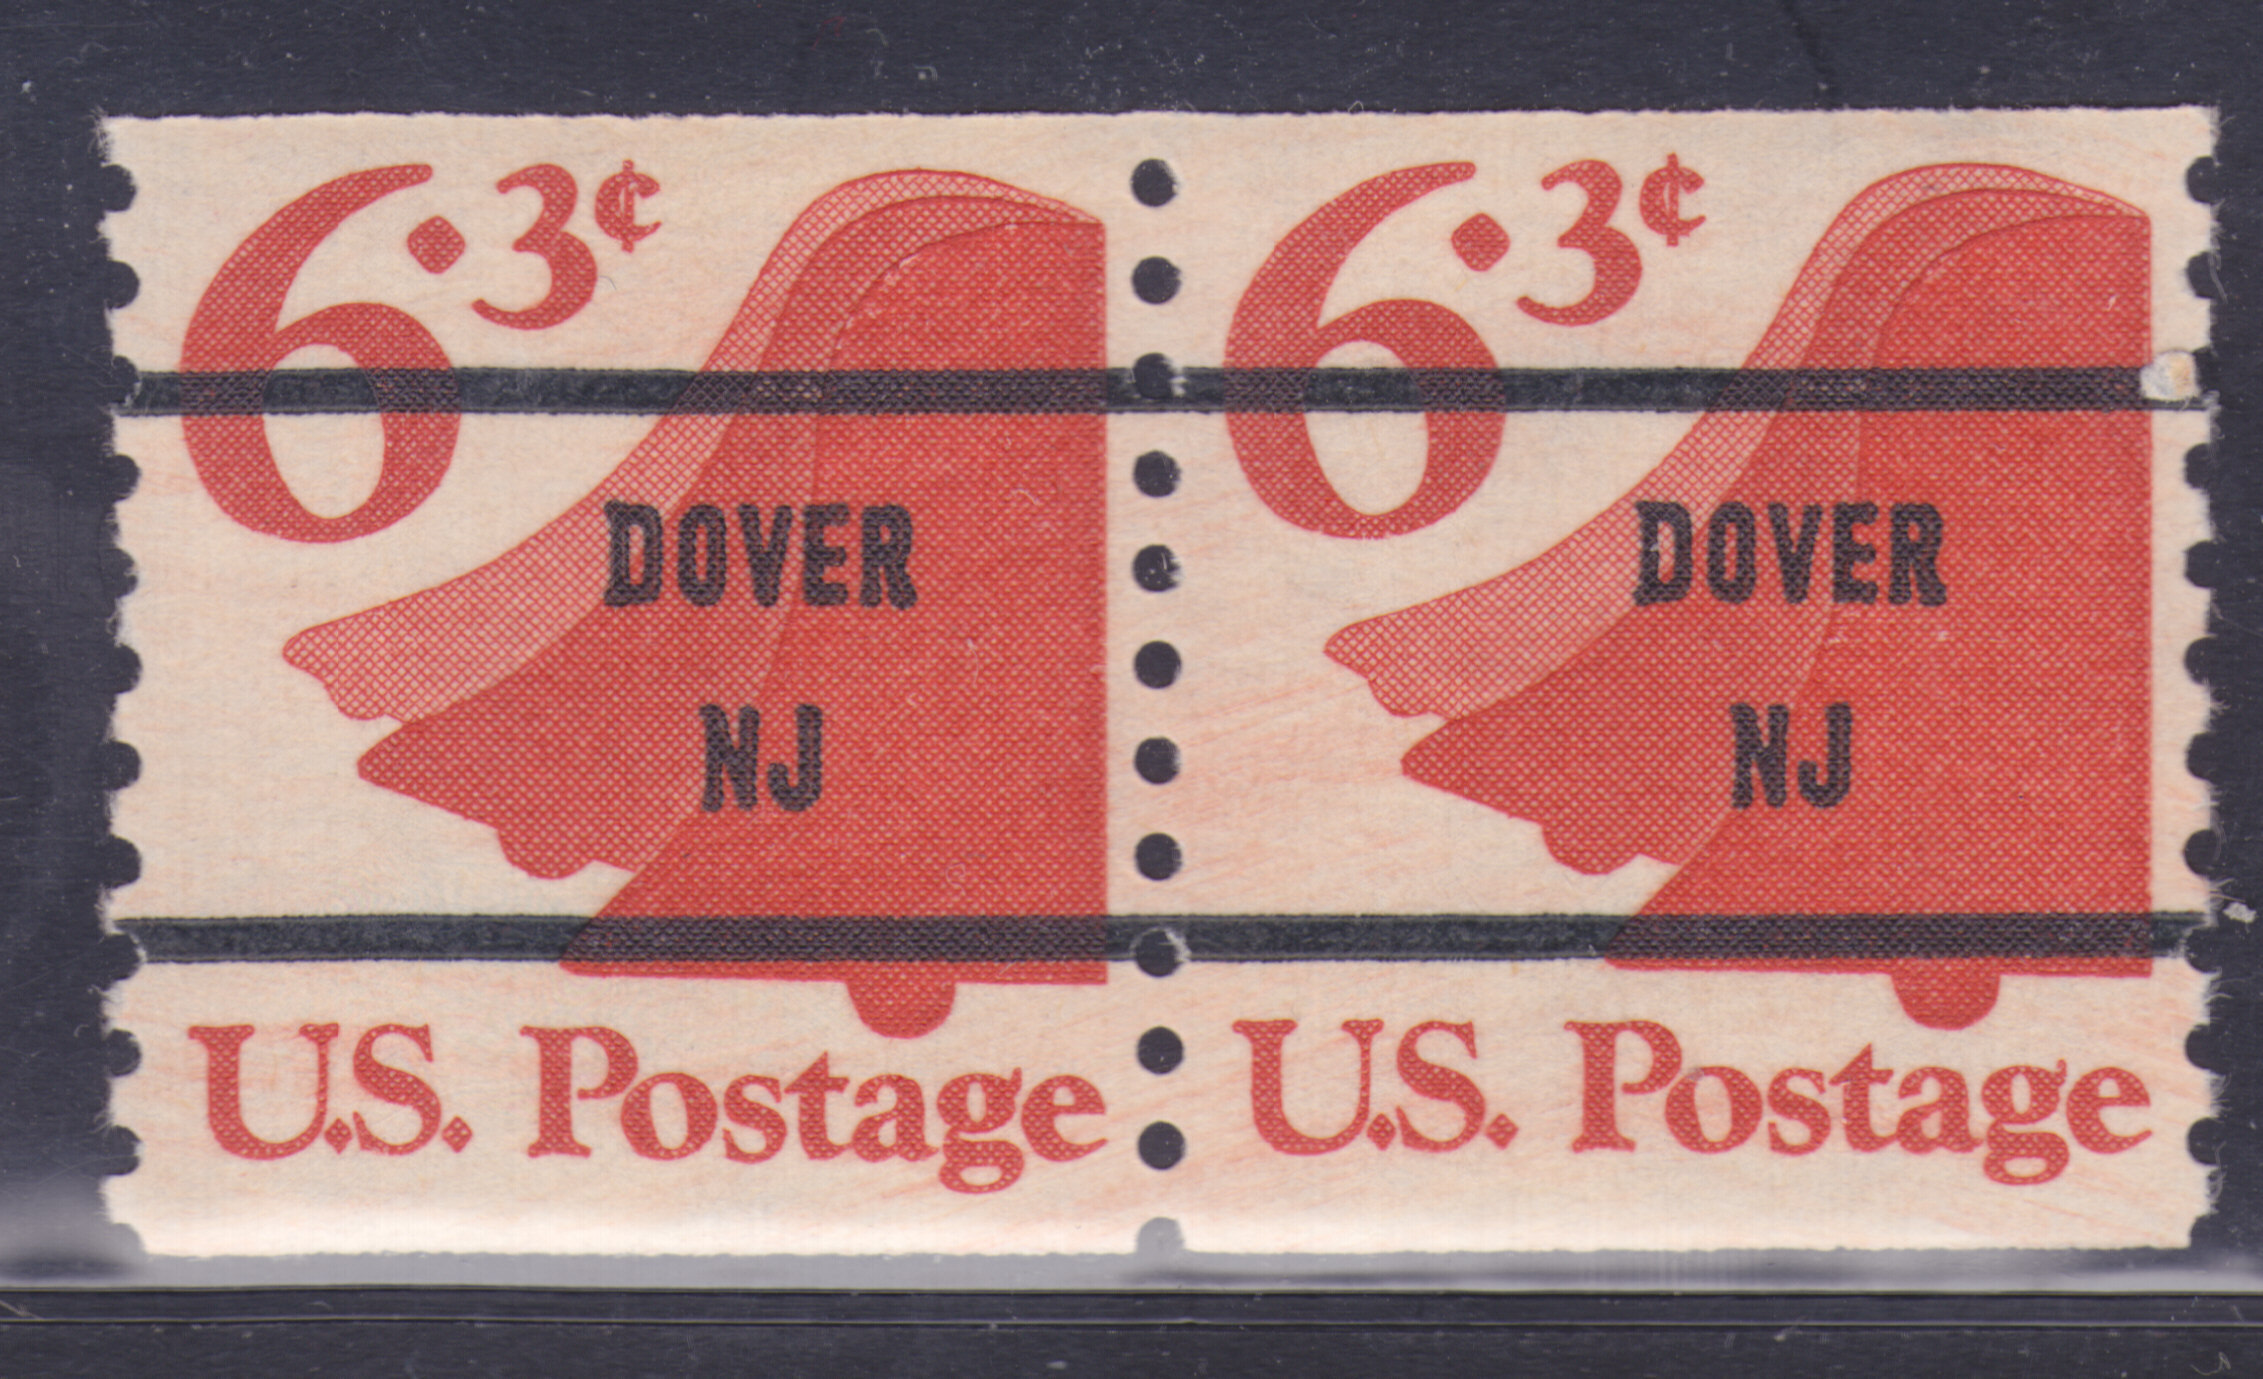 6·3¢
DOVER
NJ
U.S. Postage
6·3¢
DOVER
NJ
U.S. Postage